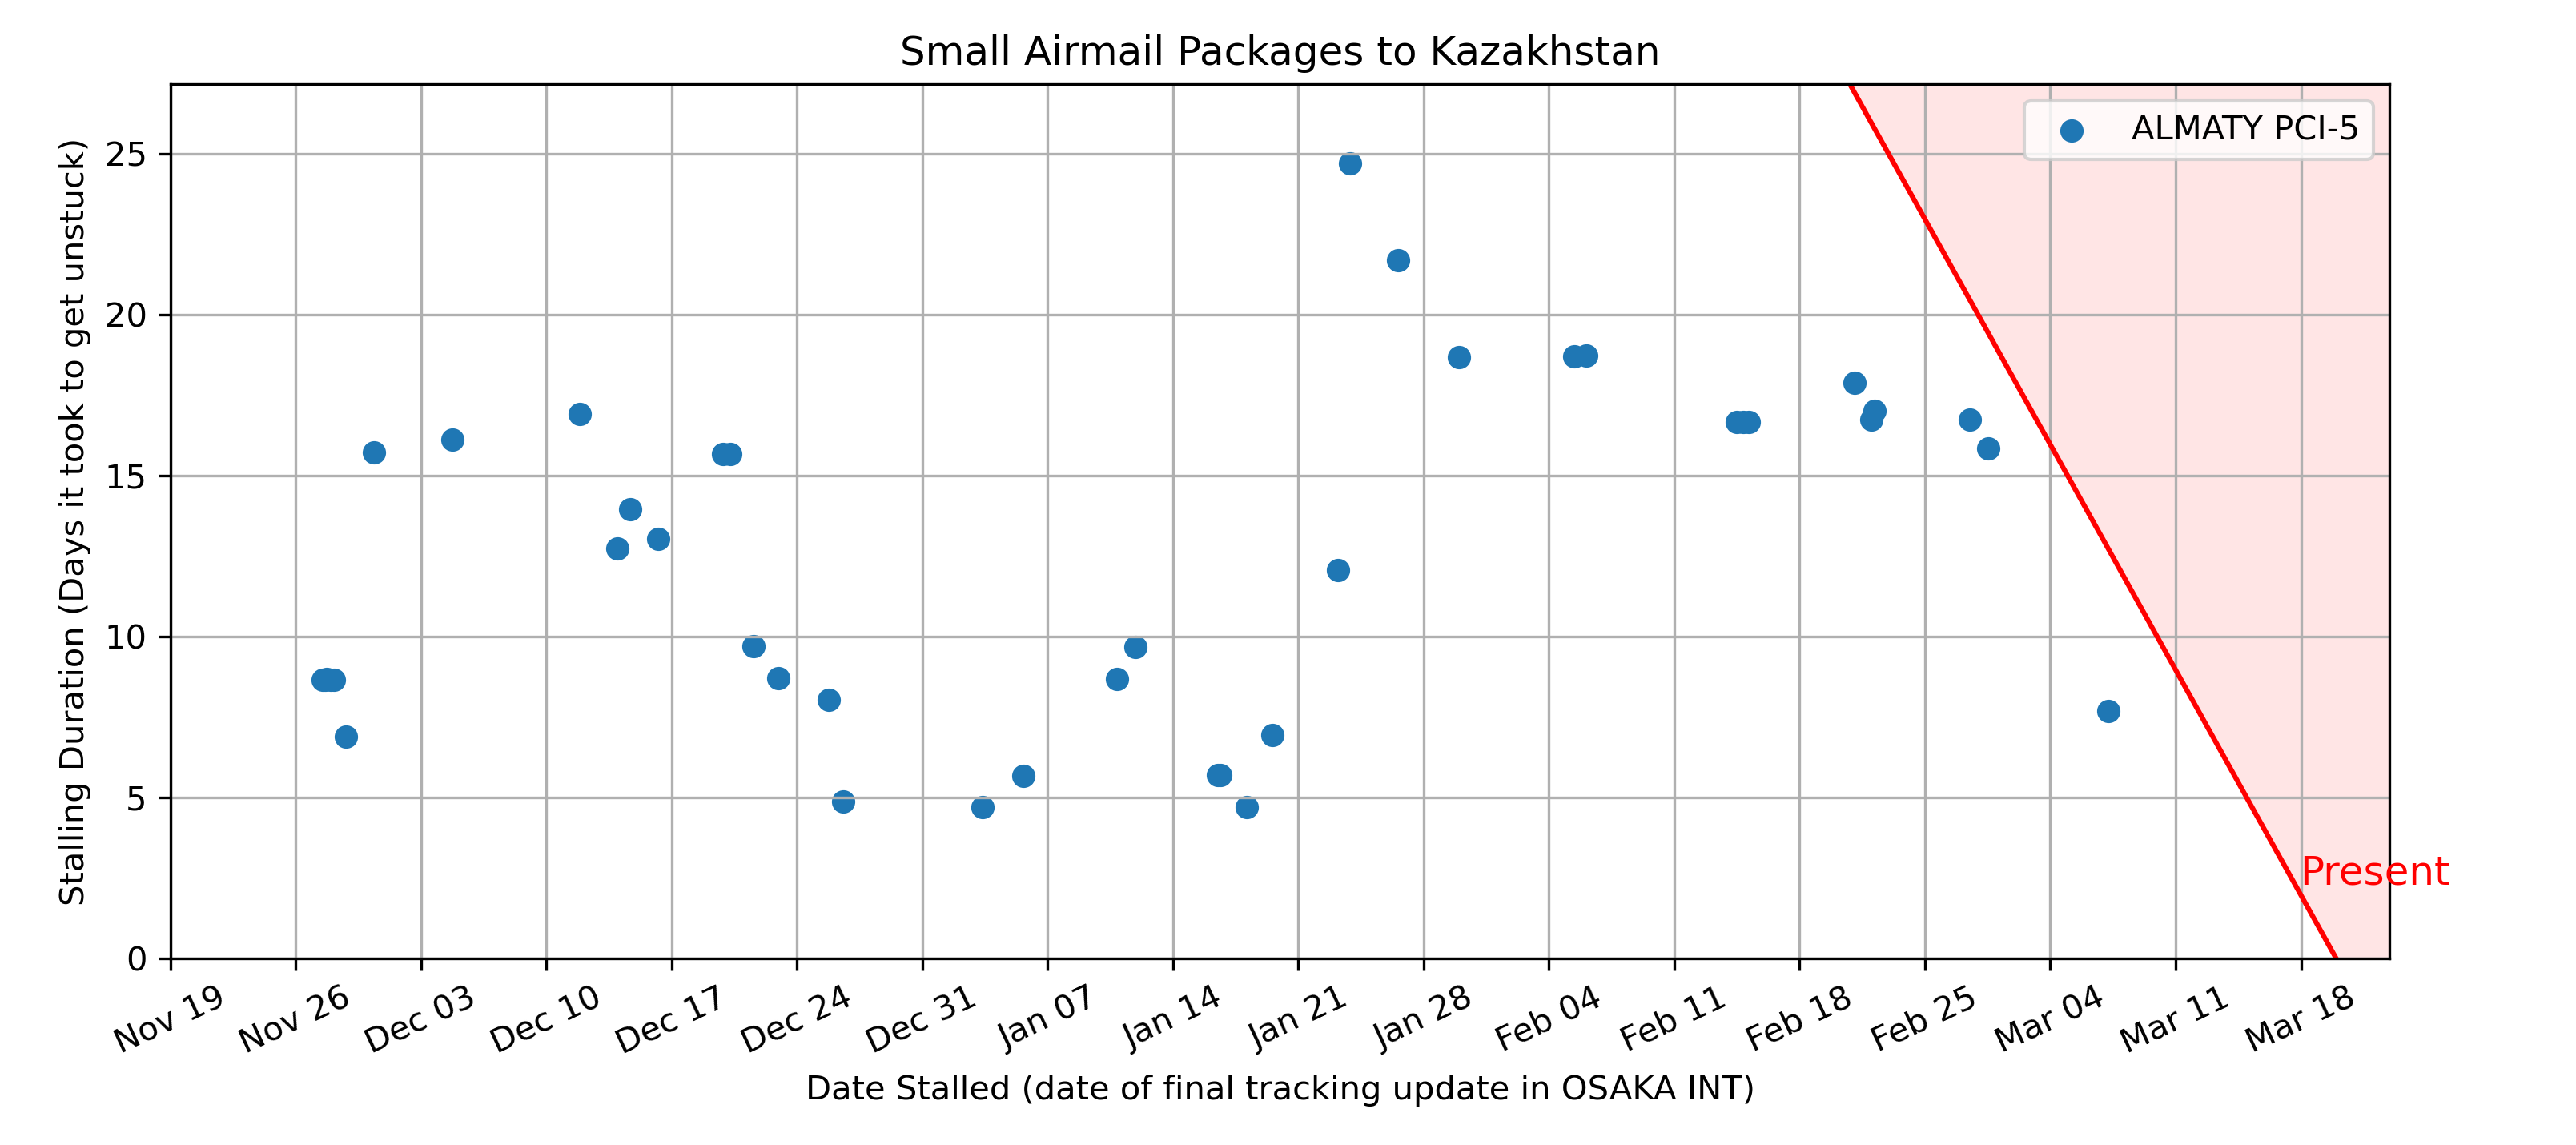 Small Airmail Packages to Kazakhstan
ALMATY PCI-5
Stalling Duration (Days it took to get unstuck)
25
20
15
10
5
0
Present
Nov 19
Nov 26
Dec 03
Dec 10
Dec 17
Dec 24
Dec 31
Jan 07
Jan 14
Jan 21
Jan 28
Feb 04
Feb 11
Feb 18
Feb 25
Mar 04
Mar 11
Mar 18
Date Stalled (date of final tracking update in OSAKA INT)